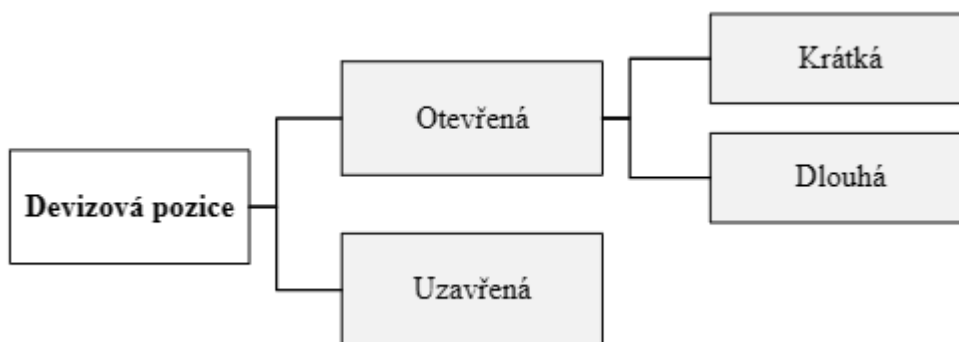 Devizová pozice
Otevřená
Uzavřená
Krátká
Dlouhá